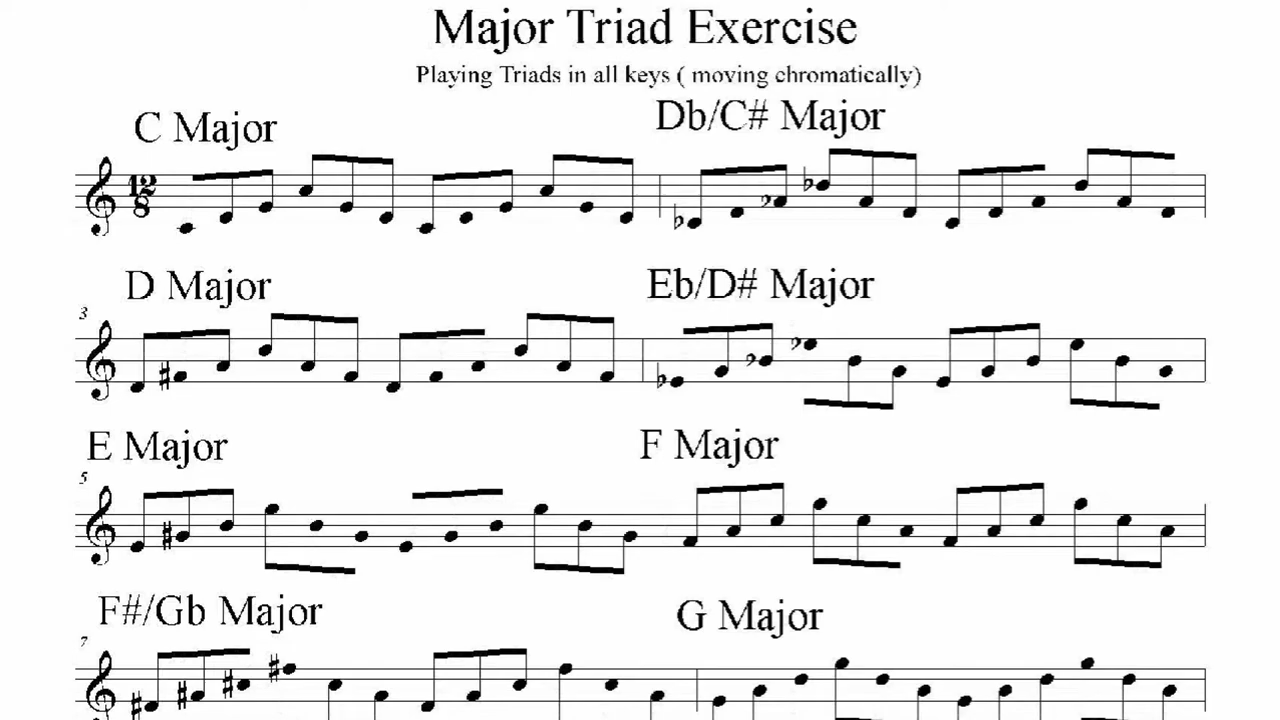 Major Triad Exercise
Playing Triads in all keys ( moving chromatically)
C Major
Db/C# Major
12
8
D Major
Eb/D# Major
3
E Major
F Major
5
F#/Gb Major
G Major
7